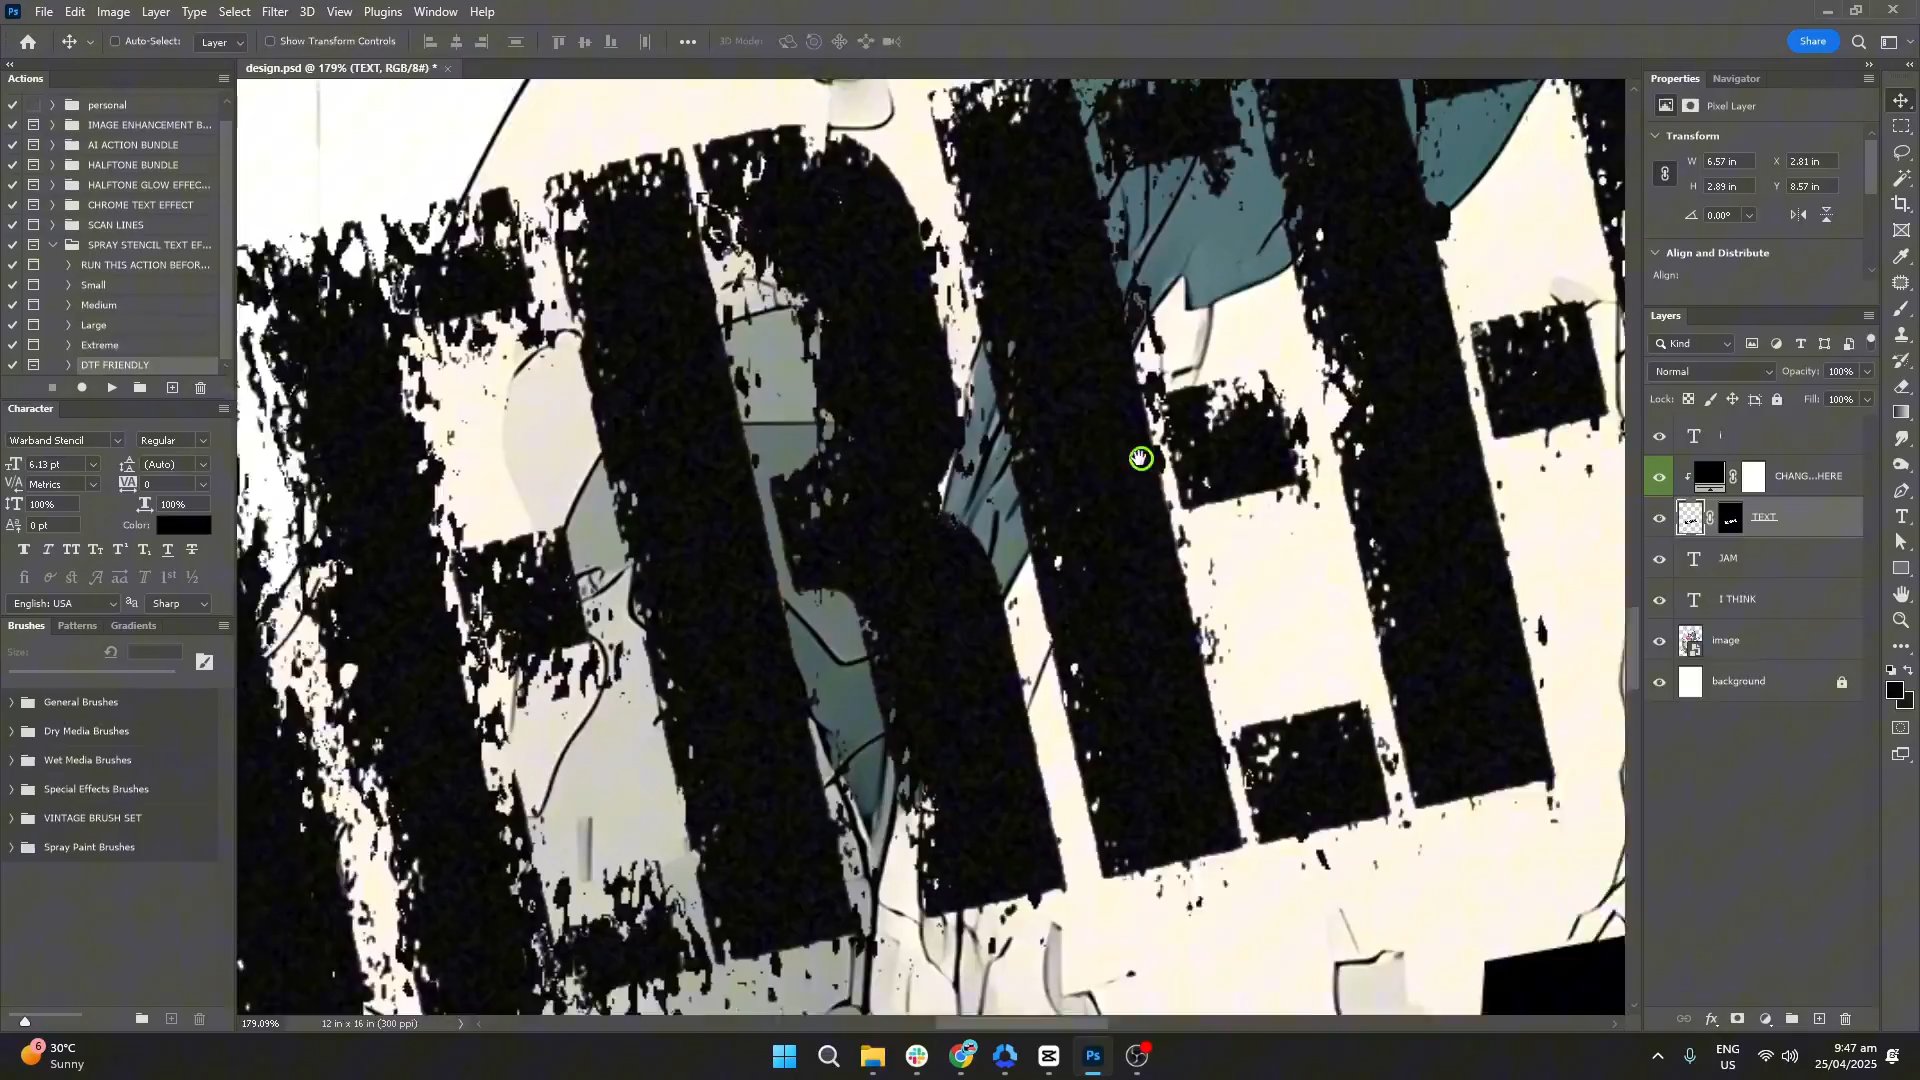 Ps File Edit Image Layer Type Select Filter 3D View Plugins Window Help
Auto-Select: Layer Show Transform Controls 3D Mode: Share
design.psd @ 179% (TEXT, RGB/8#) *
Actions
personal
IMAGE ENHANCEMENT B...
AI ACTION BUNDLE
HALFTONE BUNDLE
HALFTONE GLOW EFFEC...
CHROME TEXT EFFECT
SCAN LINES
SPRAY STENCIL TEXT EF...
RUN THIS ACTION BEFOR...
Small
Medium
Large
Extreme
DTF FRIENDLY
Character
Warband Stencil Regular
6.13 pt (Auto)
Metrics 0
100% 100%
0 pt Color:
English: USA Sharp
Brushes Patterns Gradients
Size:
General Brushes
Dry Media Brushes
Wet Media Brushes
Special Effects Brushes
VINTAGE BRUSH SET
Spray Paint Brushes
179.09% 12 in x 16 in (300 ppi)
Properties Navigator
Pixel Layer
Transform
W 6.57 in X 2.81 in
H 2.89 in Y 8.57 in
0.00°
Align and Distribute
Align:
Layers
Kind
Normal Opacity: 100%
Lock: Fill: 100%
CHANG...HERE
TEXT
JAM
I THINK
image
background
6
30°C
Sunny
Ps
ENG
US
9:47 am
25/04/2025